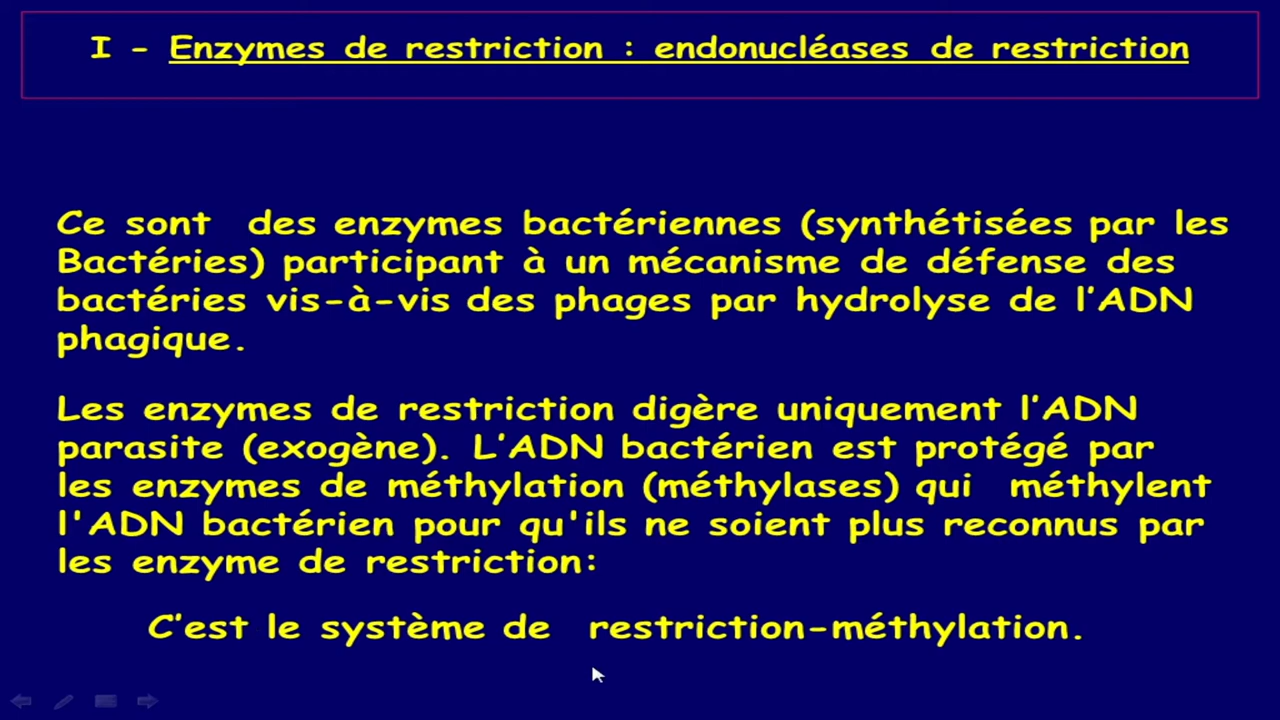 I - Enzymes de restriction : endonucléases de restriction
Ce sont des enzymes bactériennes (synthétisées par les
Bactéries) participant à un mécanisme de défense des
bactéries vis-à-vis des phages par hydrolyse de l'ADN
phagique.
Les enzymes de restriction digère uniquement l'ADN
parasite (exogène). L'ADN bactérien est protégé par
les enzymes de méthylation (méthylases) qui méthylent
l'ADN bactérien pour qu'ils ne soient plus reconnus par
les enzyme de restriction:
C'est le système de restriction-méthylation.